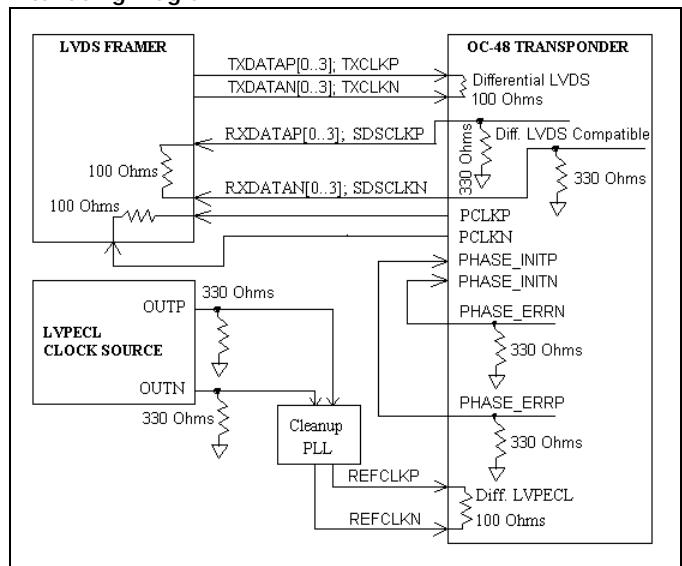 LVDS FRAMER
OC-48 TRANSPONDER
TXDATAP[0..3]; TXCLKP
TXDATAN[0..3]; TXCLKN
Differential LVDS
100 Ohms
RXDATAP[0..3]; SDSCLKP
330 Ohms
Diff. LVDS Compatible
100 Ohms
RXDATAN[0..3]; SDSCLKN
330 Ohms
100 Ohms
PCLKP
PCLKN
PHASE_INITP
PHASE_INITN
330 Ohms
OUTP
PHASE_ERRN
LVPECL
CLOCK SOURCE
330 Ohms
OUTN
PHASE_ERRP
330 Ohms
Cleanup
PLL
330 Ohms
REFCLKP
Diff. LVPECL
REFCLKN
100 Ohms